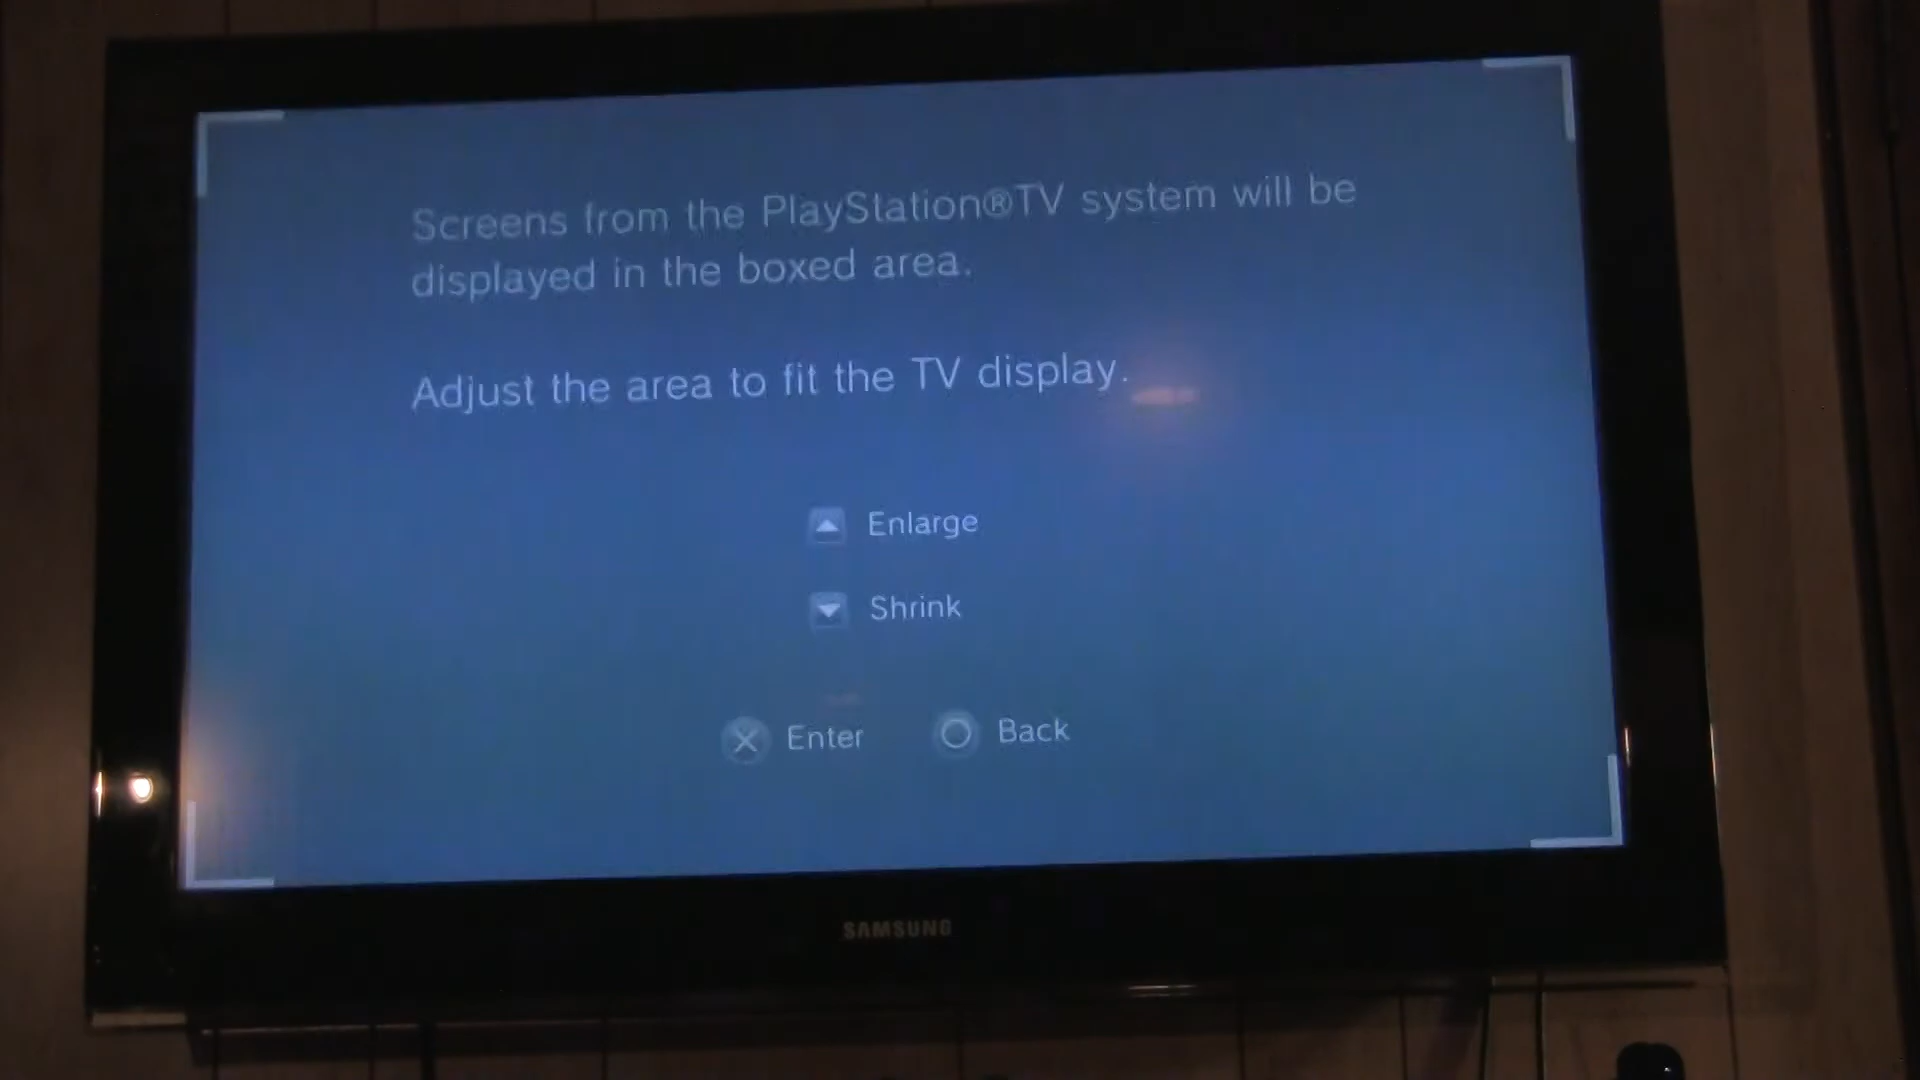 Screens from the PlayStation®TV system will be
displayed in the boxed area.
Adjust the area to fit the TV display.
Enlarge
Shrink
Enter
Back
SAMSUNG